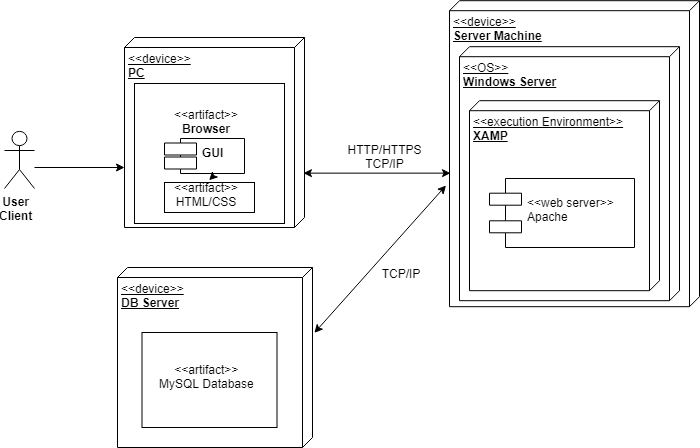 <<device>>
PC
<<artifact>>
Browser
GUI
<<artifact>>
HTML/CSS
User
Client
HTTP/HTTPS
TCP/IP
<<device>>
Server Machine
<<OS>>
Windows Server
<<execution Environment>>
XAMP
<<web server>>
Apache
TCP/IP
<<device>>
DB Server
<<artifact>>
MySQL Database